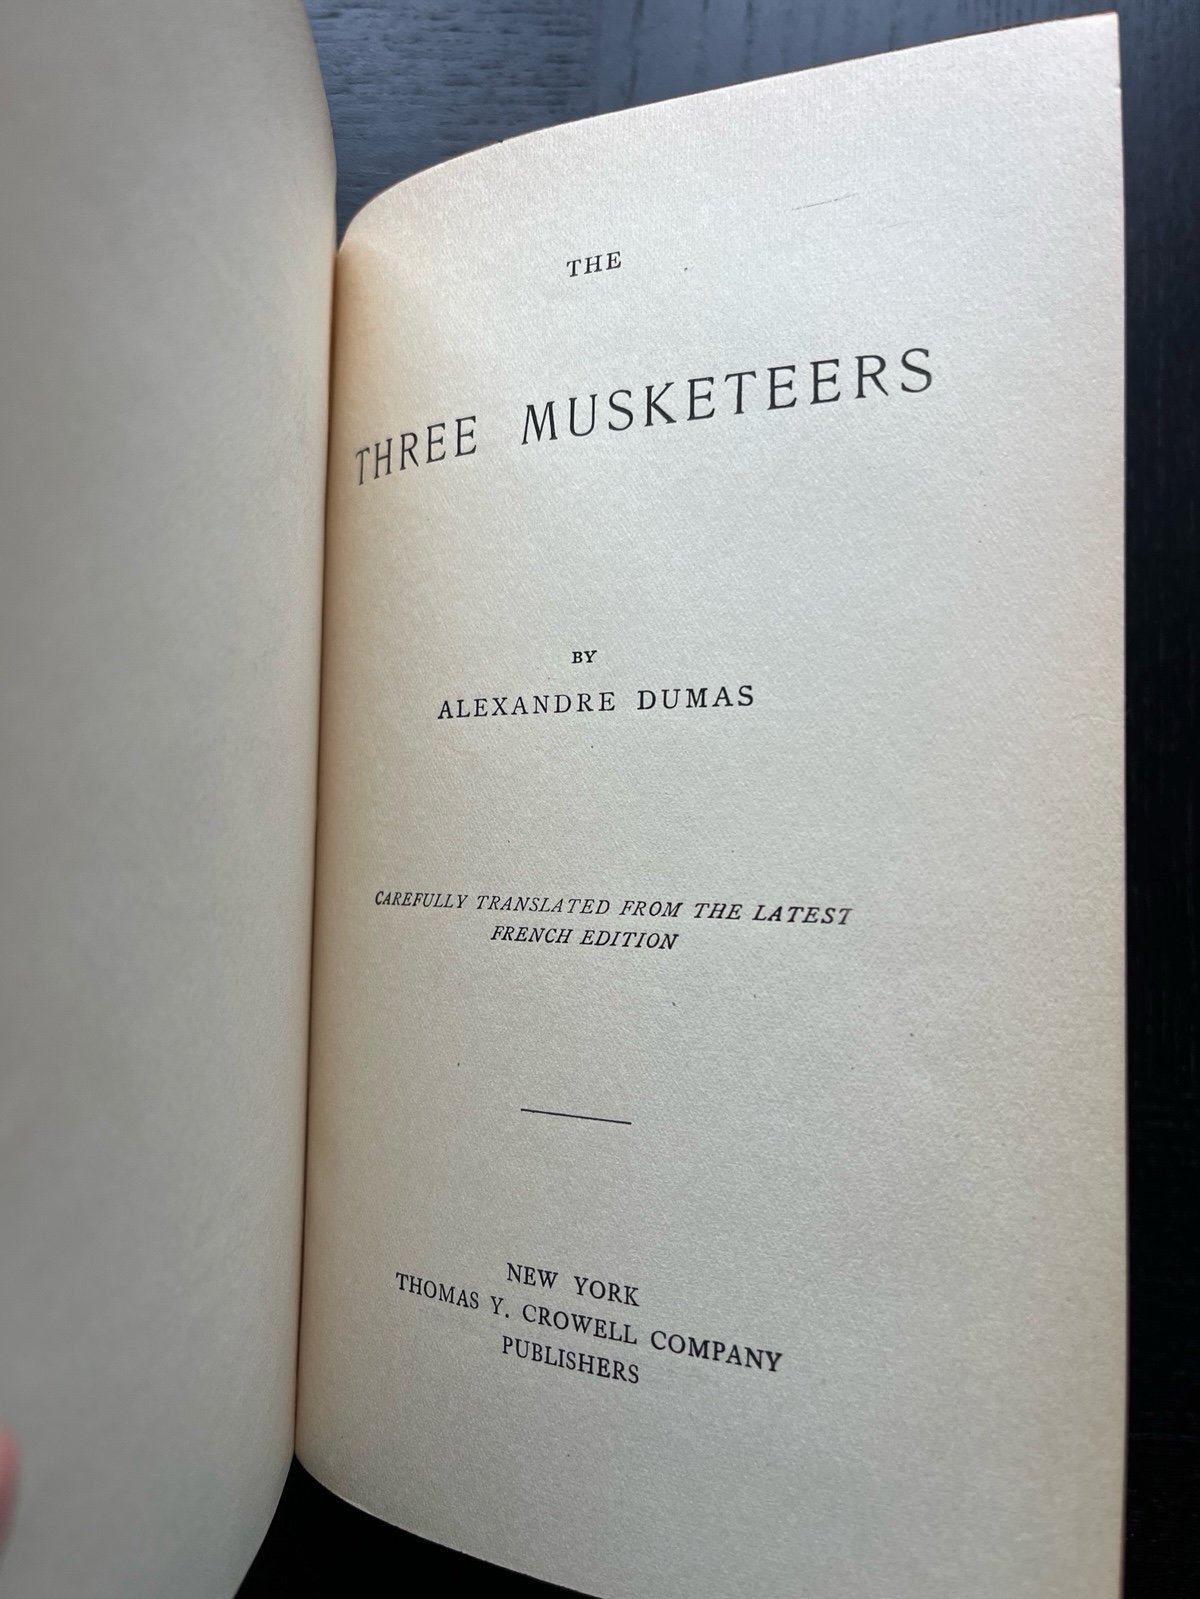 THE
THREE MUSKETEERS
BY
ALEXANDRE DUMAS
CAREFULLY TRANSLATED FROM THE LATEST
FRENCH EDITION
NEW YORK
THOMAS Y. CROWELL COMPANY
PUBLISHERS